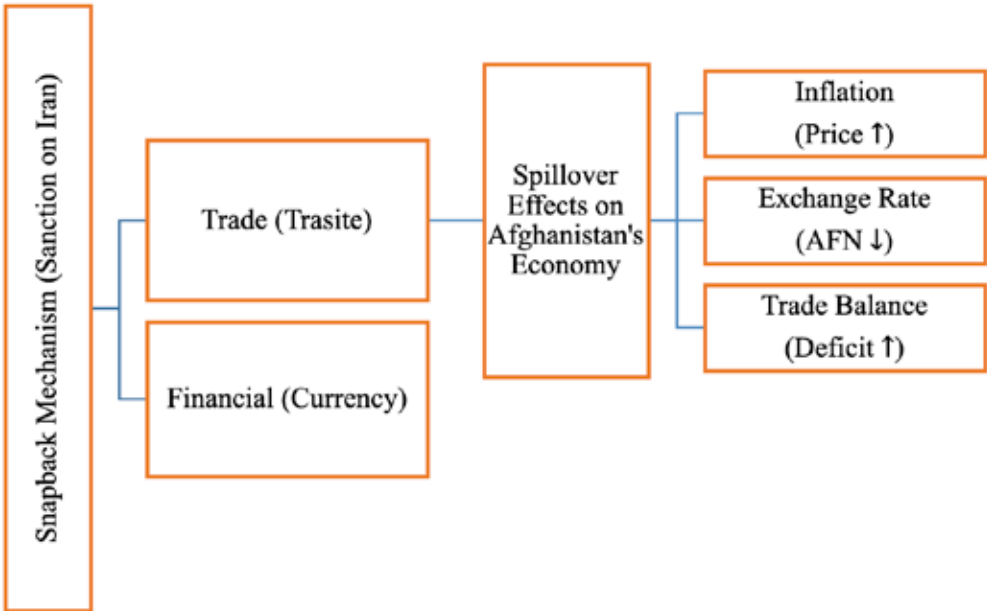 Snapback Mechanism (Sanction on Iran)
Trade (Trasite)
Financial (Currency)
Spillover
Effects on
Afghanistan's
Economy
Inflation
(Price ↑)
Exchange Rate
(AFN ↓)
Trade Balance
(Deficit ↑)